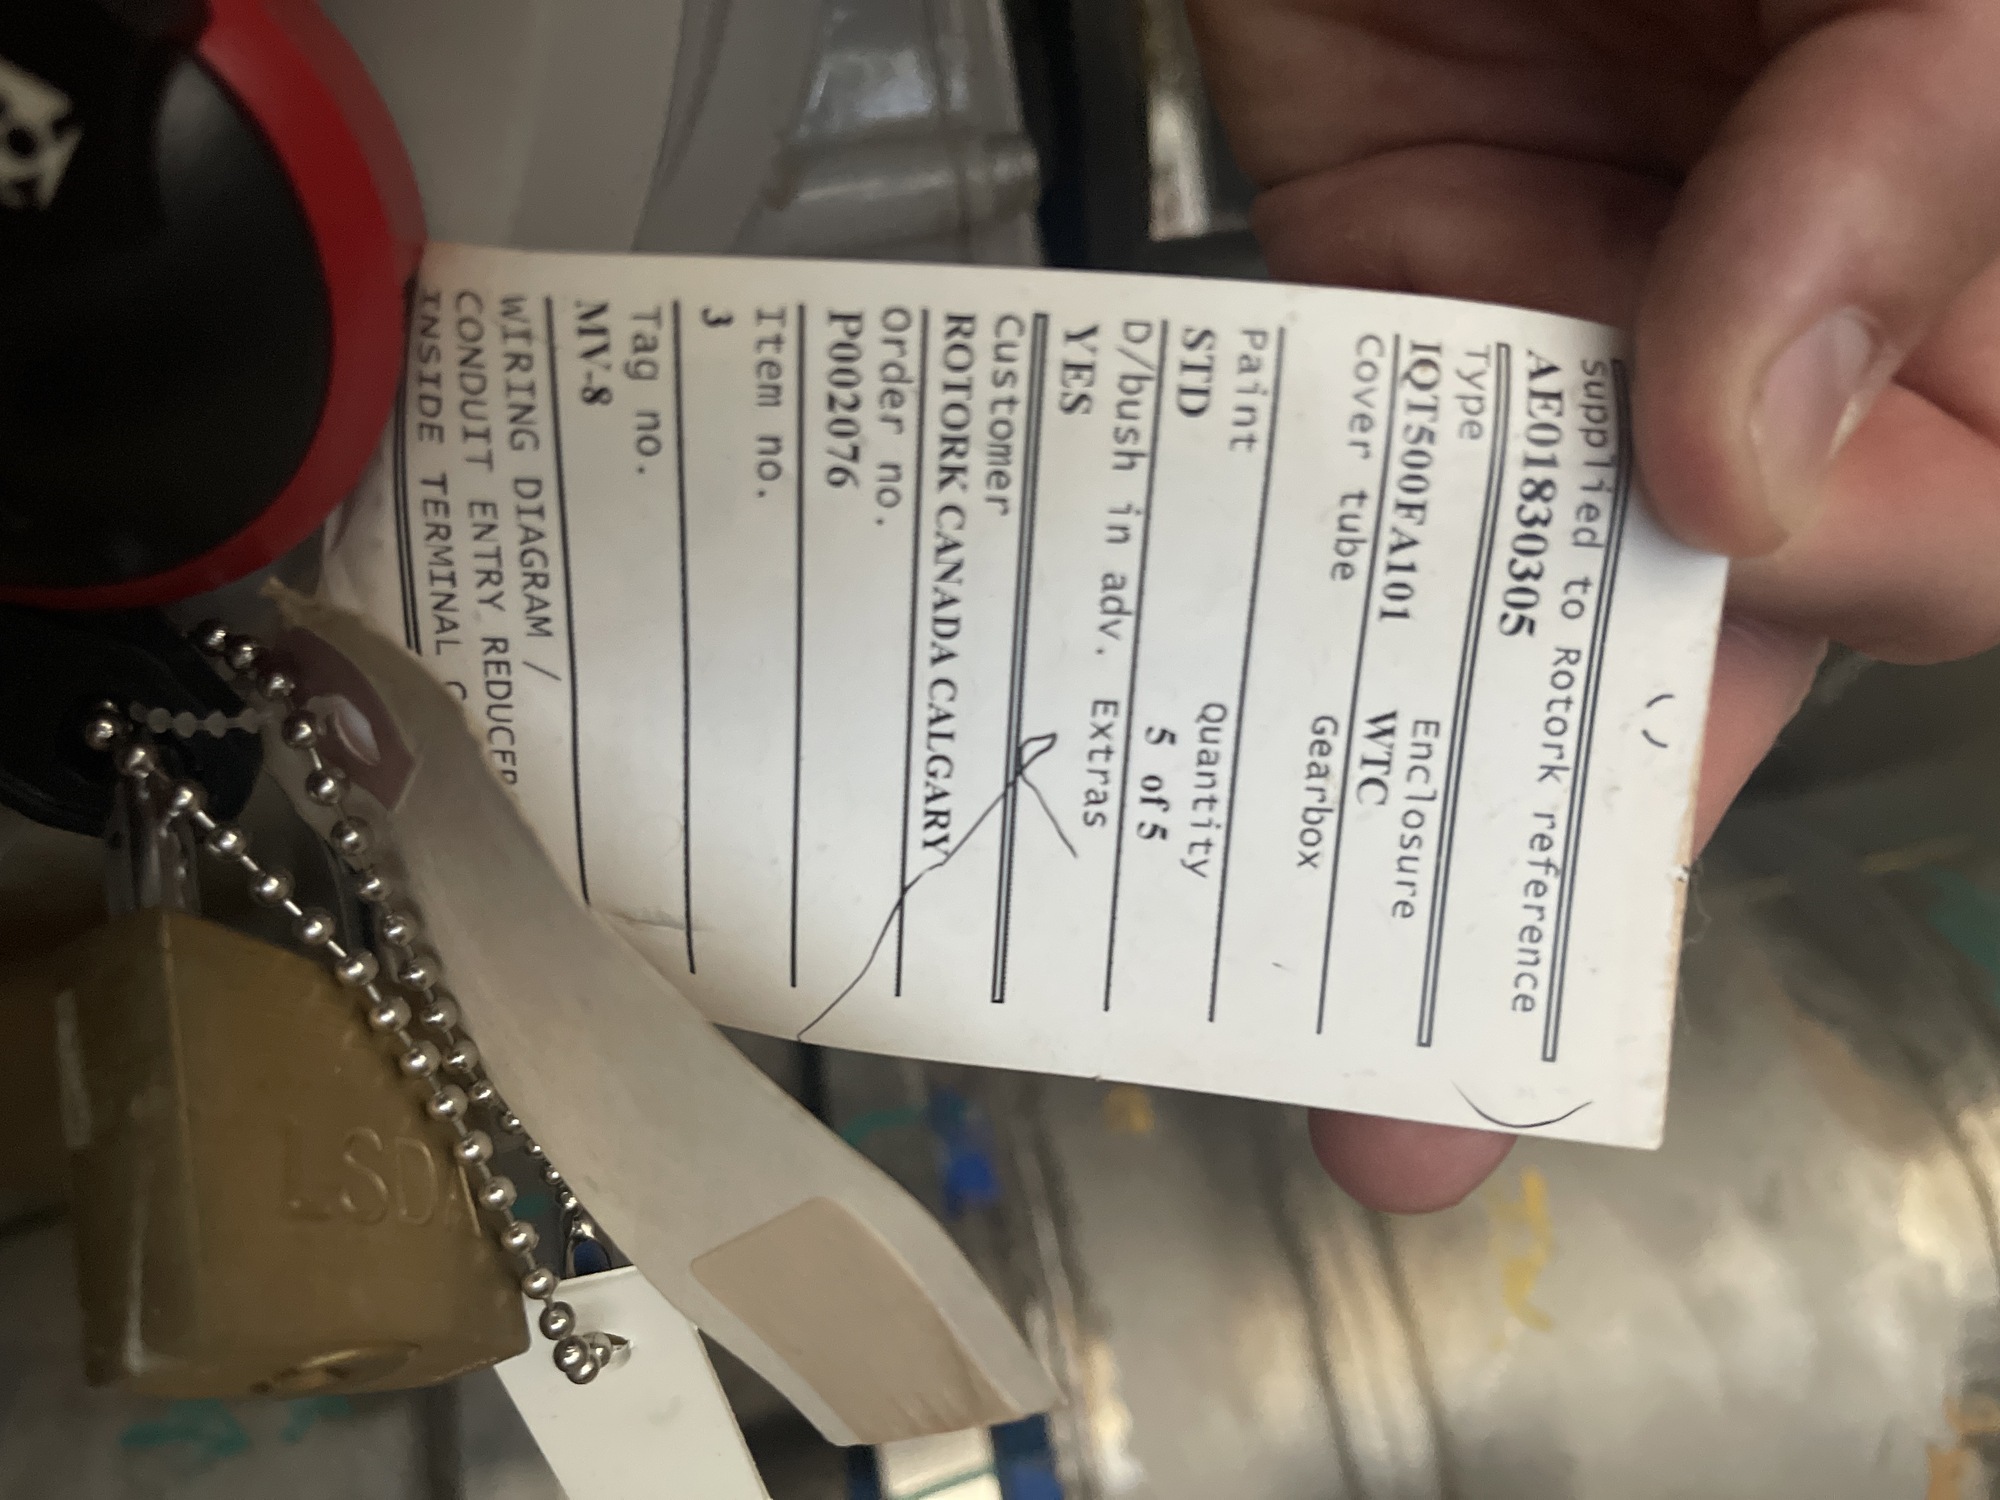 Supplied to Rotork reference
AE01830305
Type Enclosure
IQT500FA101 WTC
Cover tube Gearbox
Paint Quantity
STD 5 of 5
D/bush in adv. Extras
YES
Customer
ROTORK CANADA CALGARY
Order no.
P002076
Item no.
3
Tag no.
MV-8
WIRING DIAGRAM /
CONDUIT ENTRY REDUCER
INSIDE TERMINAL
LSDA